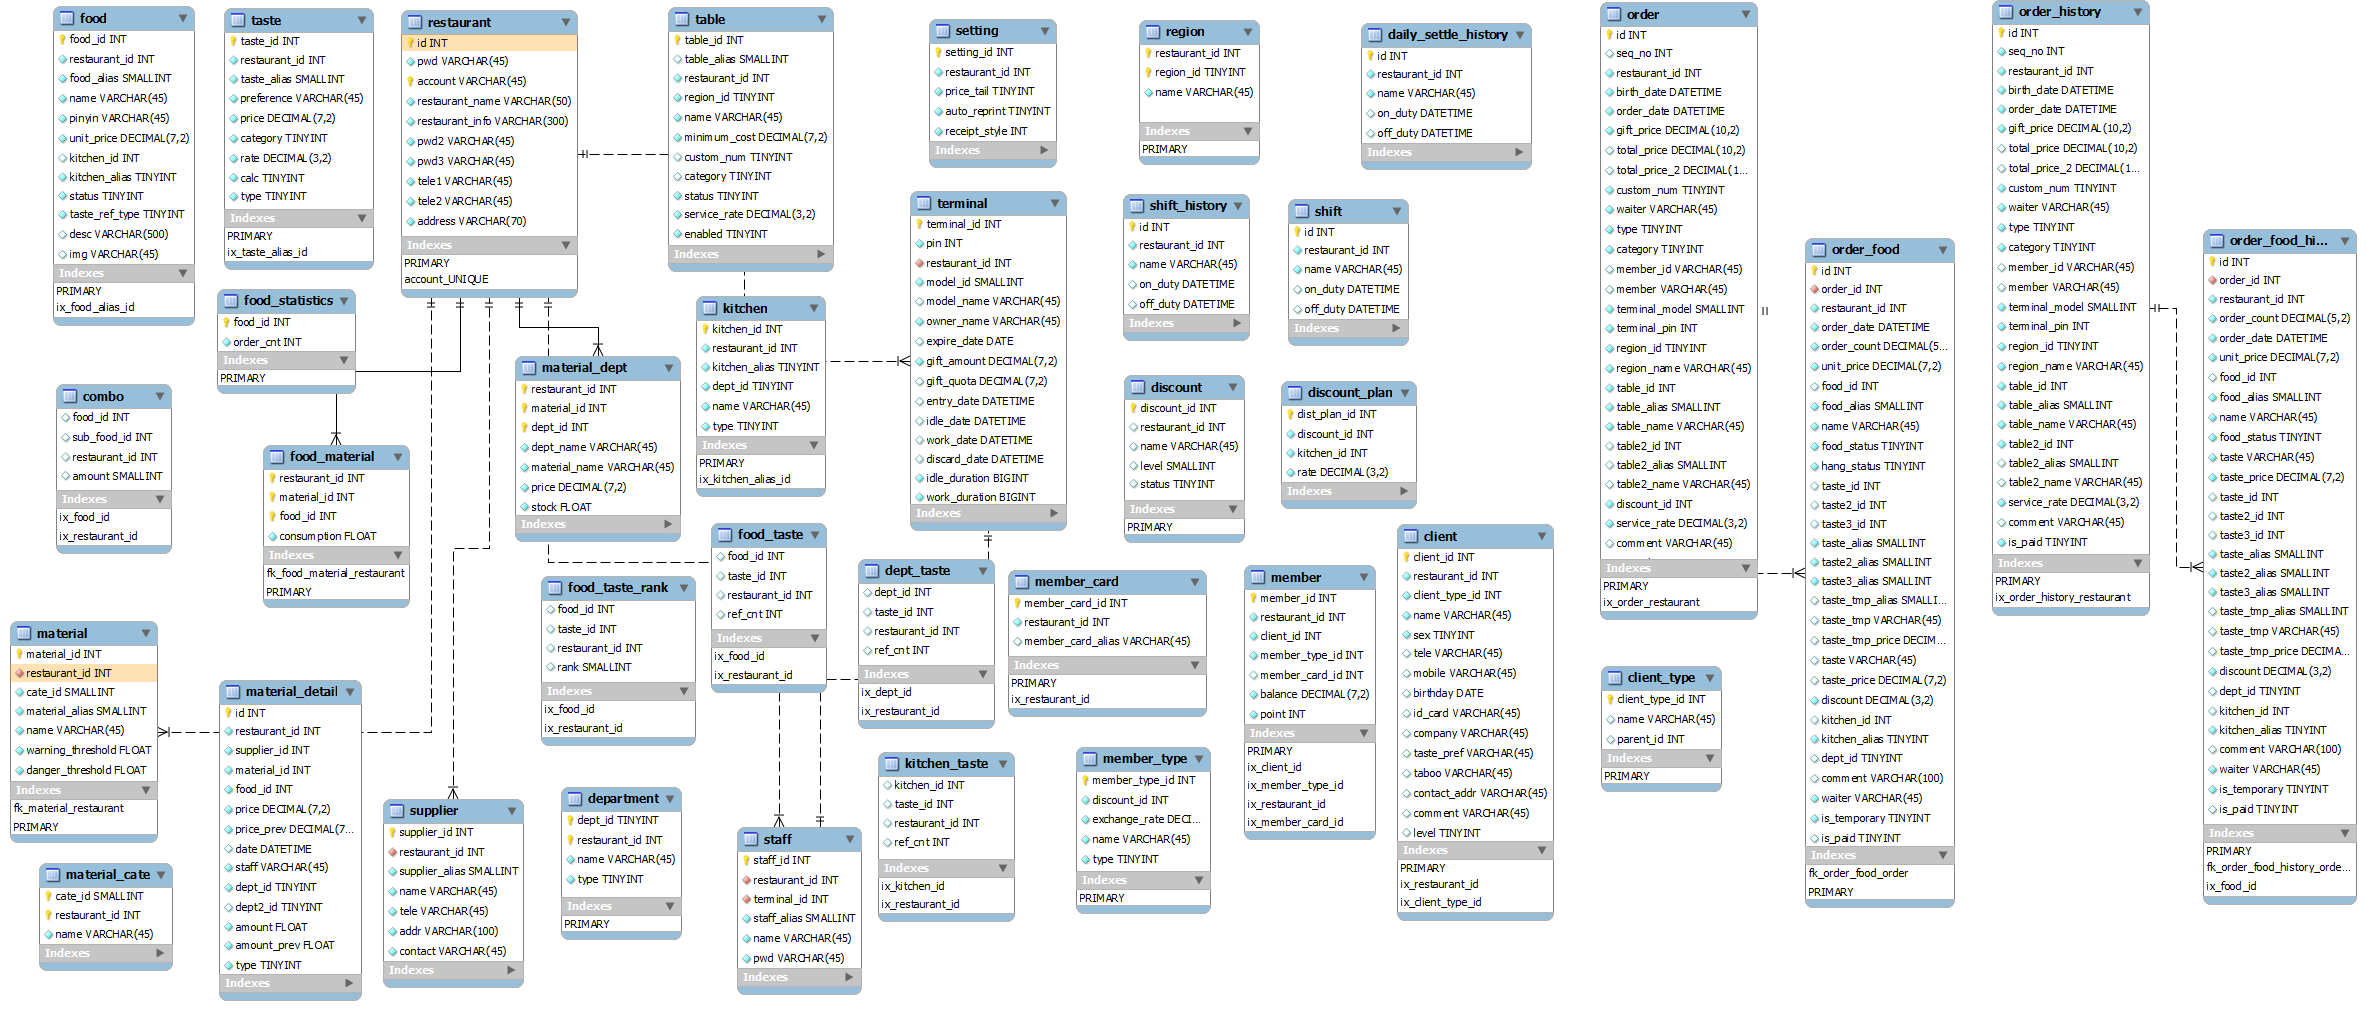 food
food_id INT
restaurant_id INT
food_alias SMALLINT
name VARCHAR(45)
pinyin VARCHAR(45)
unit_price DECIMAL(7,2)
kitchen_id INT
kitchen_alias TINYINT
status TINYINT
taste_ref_type TINYINT
desc VARCHAR(500)
img VARCHAR(45)
Indexes
PRIMARY
ix_food_alias_id
taste
taste_id INT
restaurant_id INT
taste_alias SMALLINT
preference VARCHAR(45)
price DECIMAL(7,2)
category TINYINT
rate DECIMAL(3,2)
calc TINYINT
type TINYINT
Indexes
PRIMARY
ix_taste_alias_id
restaurant
id INT
pwd VARCHAR(45)
account VARCHAR(45)
restaurant_name VARCHAR(50)
restaurant_info VARCHAR(300)
pwd2 VARCHAR(45)
pwd3 VARCHAR(45)
tele1 VARCHAR(45)
tele2 VARCHAR(45)
address VARCHAR(70)
Indexes
PRIMARY
account_UNIQUE
table
table_id INT
table_alias SMALLINT
restaurant_id INT
region_id TINYINT
name VARCHAR(45)
minimum_cost DECIMAL(7,2)
custom_num TINYINT
category TINYINT
status TINYINT
service_rate DECIMAL(3,2)
enabled TINYINT
Indexes
setting
setting_id INT
restaurant_id INT
price_tail TINYINT
auto_reprint TINYINT
receipt_style INT
Indexes
region
restaurant_id INT
region_id TINYINT
name VARCHAR(45)
Indexes
PRIMARY
daily_settle_history
id INT
restaurant_id INT
name VARCHAR(45)
on_duty DATETIME
off_duty DATETIME
Indexes
order
id INT
seq_no INT
restaurant_id INT
birth_date DATETIME
order_date DATETIME
gift_price DECIMAL(10,2)
total_price DECIMAL(10,2)
total_price_2 DECIMAL(1...
custom_num TINYINT
waiter VARCHAR(45)
type TINYINT
category TINYINT
member_id VARCHAR(45)
member VARCHAR(45)
terminal_model SMALLINT
terminal_pin INT
region_id TINYINT
region_name VARCHAR(45)
table_id INT
table_alias SMALLINT
table_name VARCHAR(45)
table2_id INT
table2_alias SMALLINT
table2_name VARCHAR(45)
discount_id INT
service_rate DECIMAL(3,2)
comment VARCHAR(45)
Indexes
PRIMARY
ix_order_restaurant
order_history
id INT
seq_no INT
restaurant_id INT
birth_date DATETIME
order_date DATETIME
gift_price DECIMAL(10,2)
total_price DECIMAL(10,2)
total_price_2 DECIMAL(1...
custom_num TINYINT
waiter VARCHAR(45)
type TINYINT
category TINYINT
member_id VARCHAR(45)
member VARCHAR(45)
terminal_model SMALLINT
terminal_pin INT
region_id TINYINT
region_name VARCHAR(45)
table_id INT
table_alias SMALLINT
table_name VARCHAR(45)
table2_id INT
table2_alias SMALLINT
table2_name VARCHAR(45)
service_rate DECIMAL(3,2)
comment VARCHAR(45)
is_paid TINYINT
Indexes
PRIMARY
ix_order_history_restaurant
order_food
id INT
order_id INT
restaurant_id INT
order_date DATETIME
order_count DECIMAL(5...
unit_price DECIMAL(7,2)
food_id INT
food_alias SMALLINT
name VARCHAR(45)
food_status TINYINT
hang_status TINYINT
taste_id INT
taste2_id INT
taste3_id INT
taste_alias SMALLINT
taste2_alias SMALLINT
taste3_alias SMALLINT
taste_tmp_alias SMALLI...
taste_tmp VARCHAR(45)
taste_tmp_price DECIM...
taste VARCHAR(45)
taste_price DECIMAL(7,2)
discount DECIMAL(3,2)
kitchen_id INT
kitchen_alias TINYINT
dept_id TINYINT
comment VARCHAR(100)
waiter VARCHAR(45)
is_temporary TINYINT
is_paid TINYINT
Indexes
fk_order_food_order
PRIMARY
order_food_hi...
id INT
order_id INT
restaurant_id INT
order_count DECIMAL(5,2)
order_date DATETIME
unit_price DECIMAL(7,2)
food_id INT
food_alias SMALLINT
name VARCHAR(45)
food_status TINYINT
taste VARCHAR(45)
taste_price DECIMAL(7,2)
taste_id INT
taste2_id INT
taste3_id INT
taste_alias SMALLINT
taste2_alias SMALLINT
taste3_alias SMALLINT
taste_tmp_alias SMALLINT
taste_tmp VARCHAR(45)
taste_tmp_price DECIMA...
discount DECIMAL(3,2)
dept_id TINYINT
kitchen_id INT
kitchen_alias TINYINT
comment VARCHAR(100)
waiter VARCHAR(45)
is_temporary TINYINT
is_paid TINYINT
Indexes
PRIMARY
fk_order_food_history_orde...
ix_food_id
terminal
terminal_id INT
pin INT
restaurant_id INT
model_id SMALLINT
model_name VARCHAR(45)
owner_name VARCHAR(45)
expire_date DATE
gift_amount DECIMAL(7,2)
gift_quota DECIMAL(7,2)
entry_date DATETIME
idle_date DATETIME
work_date DATETIME
discard_date DATETIME
idle_duration BIGINT
work_duration BIGINT
Indexes
shift_history
id INT
restaurant_id INT
name VARCHAR(45)
on_duty DATETIME
off_duty DATETIME
Indexes
shift
id INT
restaurant_id INT
name VARCHAR(45)
on_duty DATETIME
off_duty DATETIME
Indexes
food_statistics
food_id INT
order_cnt INT
Indexes
PRIMARY
kitchen
kitchen_id INT
restaurant_id INT
kitchen_alias TINYINT
dept_id TINYINT
name VARCHAR(45)
type TINYINT
Indexes
PRIMARY
ix_kitchen_alias_id
material_dept
restaurant_id INT
material_id INT
dept_id INT
dept_name VARCHAR(45)
material_name VARCHAR(45)
price DECIMAL(7,2)
stock FLOAT
Indexes
combo
food_id INT
sub_food_id INT
restaurant_id INT
amount SMALLINT
Indexes
ix_food_id
ix_restaurant_id
food_material
restaurant_id INT
material_id INT
food_id INT
consumption FLOAT
Indexes
fk_food_material_restaurant
PRIMARY
discount
discount_id INT
restaurant_id INT
name VARCHAR(45)
level SMALLINT
status TINYINT
Indexes
PRIMARY
discount_plan
dist_plan_id INT
discount_id INT
kitchen_id INT
rate DECIMAL(3,2)
Indexes
food_taste
food_id INT
taste_id INT
restaurant_id INT
ref_cnt INT
Indexes
ix_food_id
ix_restaurant_id
food_taste_rank
food_id INT
taste_id INT
restaurant_id INT
rank SMALLINT
Indexes
ix_food_id
ix_restaurant_id
dept_taste
dept_id INT
taste_id INT
restaurant_id INT
ref_cnt INT
Indexes
ix_dept_id
ix_restaurant_id
member_card
member_card_id INT
restaurant_id INT
member_card_alias VARCHAR(45)
Indexes
PRIMARY
ix_restaurant_id
member
member_id INT
restaurant_id INT
client_id INT
member_type_id INT
member_card_id INT
balance DECIMAL(7,2)
point INT
Indexes
PRIMARY
ix_client_id
ix_member_type_id
ix_restaurant_id
ix_member_card_id
client
client_id INT
restaurant_id INT
client_type_id INT
name VARCHAR(45)
sex TINYINT
tele VARCHAR(45)
mobile VARCHAR(45)
birthday DATE
id_card VARCHAR(45)
company VARCHAR(45)
taste_pref VARCHAR(45)
taboo VARCHAR(45)
contact_addr VARCHAR(45)
comment VARCHAR(45)
level TINYINT
Indexes
PRIMARY
ix_restaurant_id
ix_client_type_id
client_type
client_type_id INT
name VARCHAR(45)
parent_id INT
Indexes
PRIMARY
material
material_id INT
restaurant_id INT
cate_id SMALLINT
material_alias SMALLINT
name VARCHAR(45)
warning_threshold FLOAT
danger_threshold FLOAT
Indexes
fk_material_restaurant
PRIMARY
material_detail
id INT
restaurant_id INT
supplier_id INT
material_id INT
food_id INT
price DECIMAL(7,2)
price_prev DECIMAL(7...
date DATETIME
staff VARCHAR(45)
dept_id TINYINT
dept2_id TINYINT
amount FLOAT
amount_prev FLOAT
type TINYINT
Indexes
material_cate
cate_id SMALLINT
restaurant_id INT
name VARCHAR(45)
Indexes
supplier
supplier_id INT
restaurant_id INT
supplier_alias SMALLINT
name VARCHAR(45)
tele VARCHAR(45)
addr VARCHAR(100)
contact VARCHAR(45)
Indexes
department
dept_id TINYINT
restaurant_id INT
name VARCHAR(45)
type TINYINT
Indexes
PRIMARY
staff
staff_id INT
restaurant_id INT
terminal_id INT
staff_alias SMALLINT
name VARCHAR(45)
pwd VARCHAR(45)
Indexes
kitchen_taste
kitchen_id INT
taste_id INT
restaurant_id INT
ref_cnt INT
Indexes
ix_kitchen_id
ix_restaurant_id
member_type
member_type_id INT
discount_id INT
exchange_rate DECI...
name VARCHAR(45)
type TINYINT
Indexes
PRIMARY